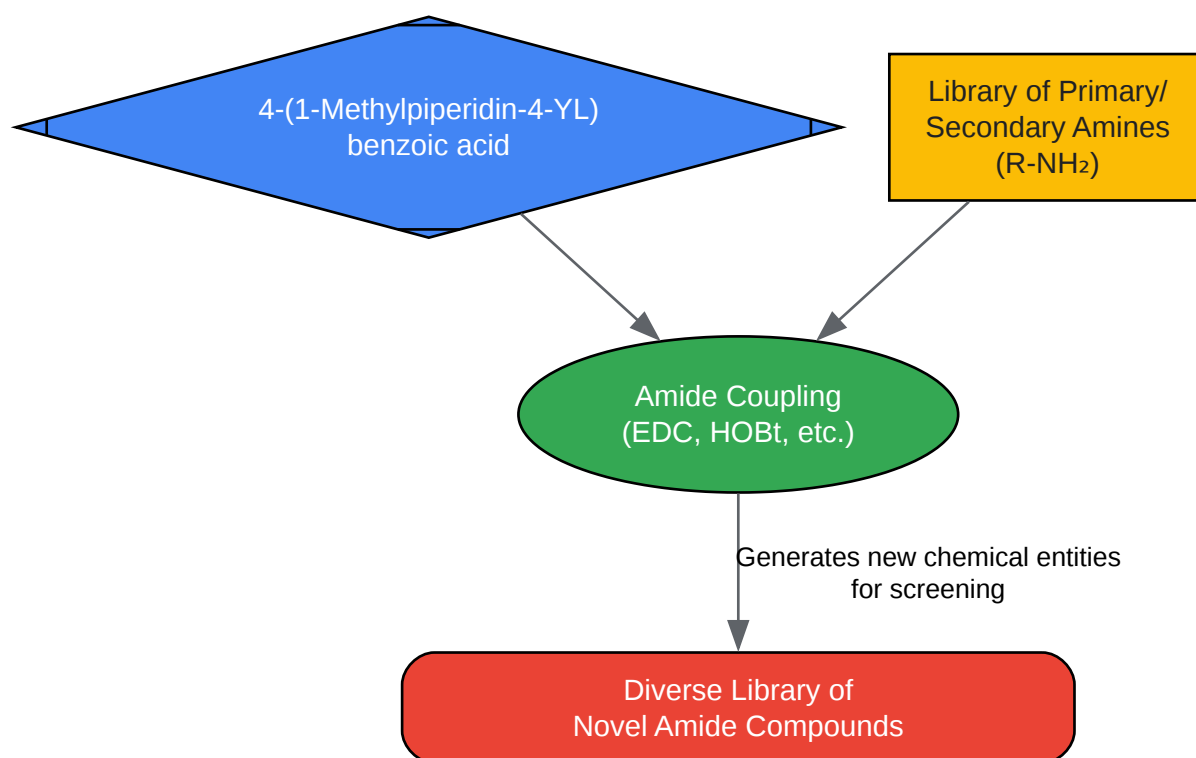 4-(1-Methylpiperidin-4-YL)
benzoic acid
Library of Primary/
Secondary Amines
(R-NH₂)
Amide Coupling
(EDC, HOBt, etc.)
Generates new chemical entities
for screening
Diverse Library of
Novel Amide Compounds